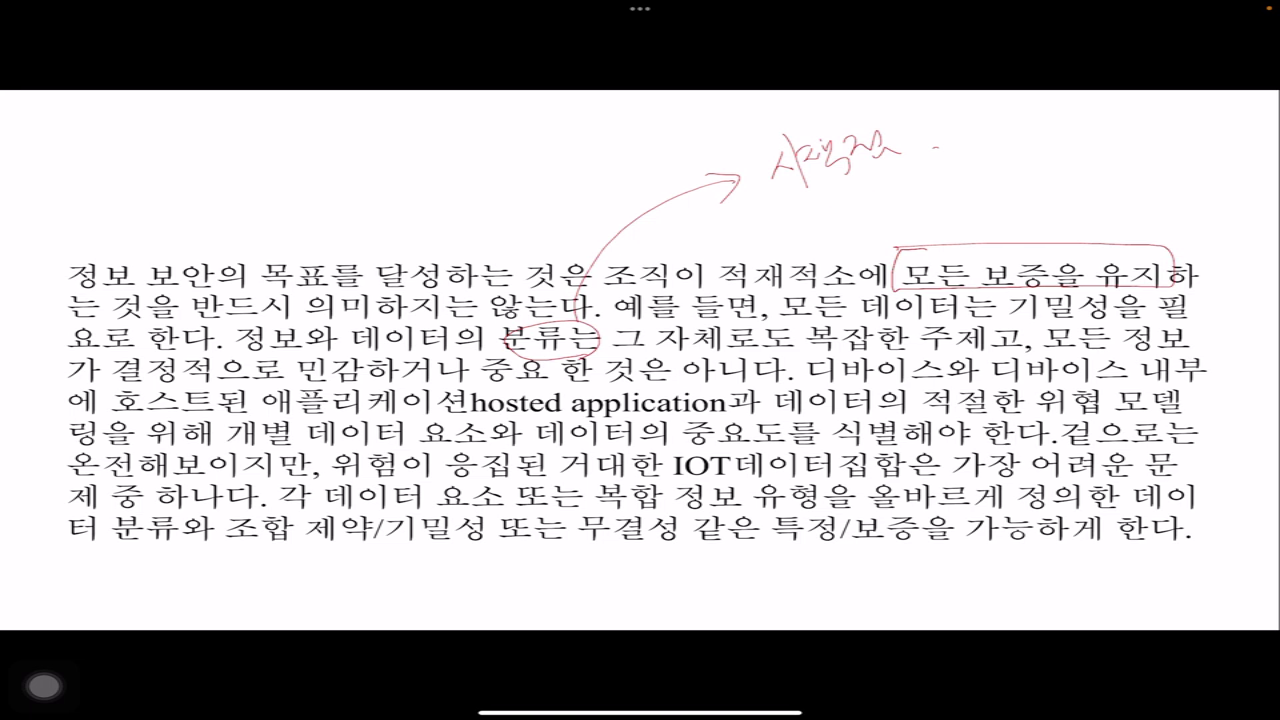 정보 보안의 목표를 달성하는 것은 조직이 적재적소에 모든 보증을 유지하
는 것을 반드시 의미하지는 않는다. 예를 들면, 모든 데이터는 기밀성을 필
요로 한다. 정보와 데이터의 분류는 그 자체로도 복잡한 주제고, 모든 정보
가 결정적으로 민감하거나 중요 한 것은 아니다. 디바이스와 디바이스 내부
에 호스트된 애플리케이션hosted application과 데이터의 적절한 위협 모델
링을 위해 개별 데이터 요소와 데이터의 중요도를 식별해야 한다.겉으로는
온전해보이지만, 위험이 응집된 거대한 IOT데이터집합은 가장 어려운 문
제 중 하나다. 각 데이터 요소 또는 복합 정보 유형을 올바르게 정의한 데이
터 분류와 조합 제약/기밀성 또는 무결성 같은 특정/보증을 가능하게 한다.